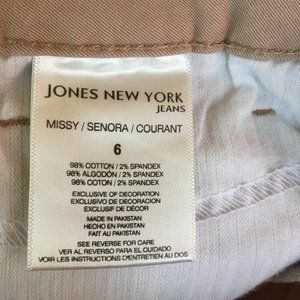 JONES NEW YORK
JEANS
MISSY / SENORA / COURANT
6
98% COTTON / 2% SPANDEX
98% ALGODÓN / 2% SPANDEX
98% COTON / 2% SPANDEX
EXCLUSIVE OF DECORATION
EXCLUSIVO DE DECORACION
EXCLUSIF DE DÉCOR
MADE IN PAKISTAN
HECHO EN PAKISTAN
FAIT EN PAKISTAN
SEE REVERSE FOR CARE
VER AL REVERSO PARA EL CUIDADO
VOIR LES INSTRUCTIONS D'ENTRETIEN AU DOS